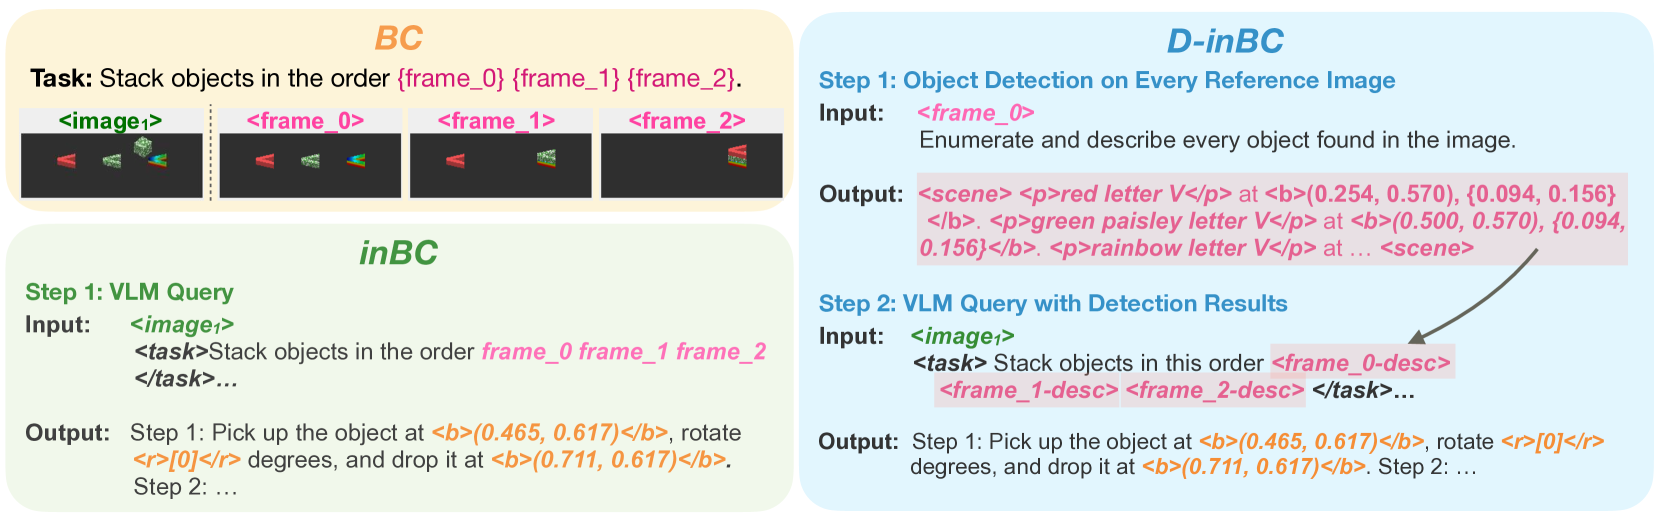 BC
Task: Stack objects in the order {frame_0} {frame_1} {frame_2}.
<image₁> <frame_0> <frame_1> <frame_2>
inBC
Step 1: VLM Query
Input: <image₁>
<task>Stack objects in the order frame_0 frame_1 frame_2
</task>…
Output: Step 1: Pick up the object at <b>(0.465, 0.617)</b>, rotate
<r>[0]</r> degrees, and drop it at <b>(0.711, 0.617)</b>.
Step 2: …
D-inBC
Step 1: Object Detection on Every Reference Image
Input: <frame_0>
Enumerate and describe every object found in the image.
Output: <scene> <p>red letter V</p> at <b>(0.254, 0.570), {0.094, 0.156}
</b>. <p>green paisley letter V</p> at <b>(0.500, 0.570), {0.094,
0.156}</b>. <p>rainbow letter V</p> at … <scene>
Step 2: VLM Query with Detection Results
Input: <image₁>
<task> Stack objects in this order <frame_0-desc>
<frame_1-desc> <frame_2-desc> </task>…
Output: Step 1: Pick up the object at <b>(0.465, 0.617)</b>, rotate <r>[0]</r>
degrees, and drop it at <b>(0.711, 0.617)</b>. Step 2: …